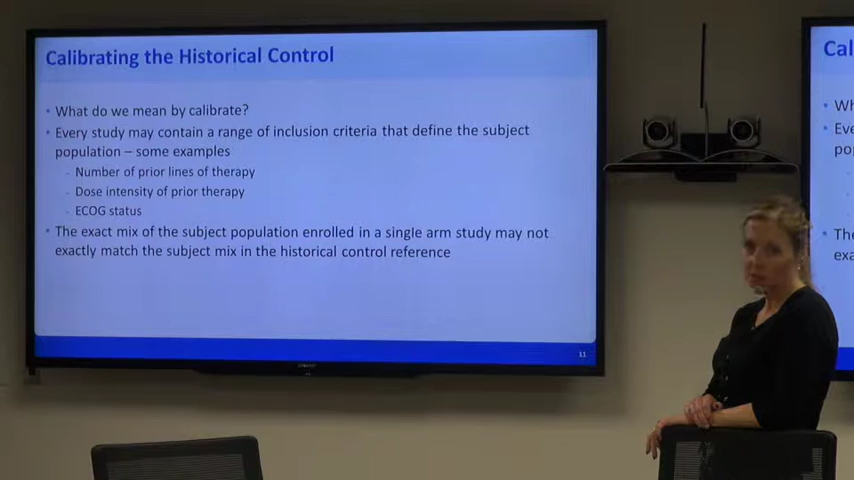 Calibrating the Historical Control
• What do we mean by calibrate?
• Every study may contain a range of inclusion criteria that define the subject
population – some examples
- Number of prior lines of therapy
- Dose intensity of prior therapy
- ECOG status
• The exact mix of the subject population enrolled in a single arm study may not
exactly match the subject mix in the historical control reference
11
Cal
• Wh
• Eve
po
• The
exa